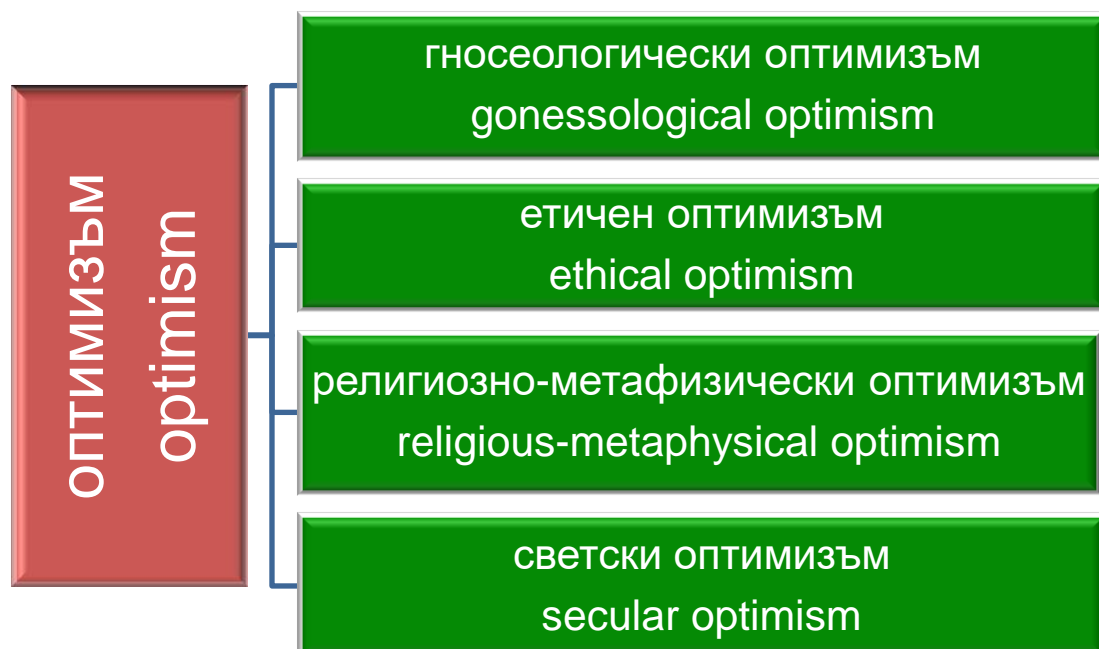 оптимизъм
optimism
гносеологически оптимизъм
gonessological optimism
етичен оптимизъм
ethical optimism
религиозно-метафизически оптимизъм
religious-metaphysical optimism
светски оптимизъм
secular optimism